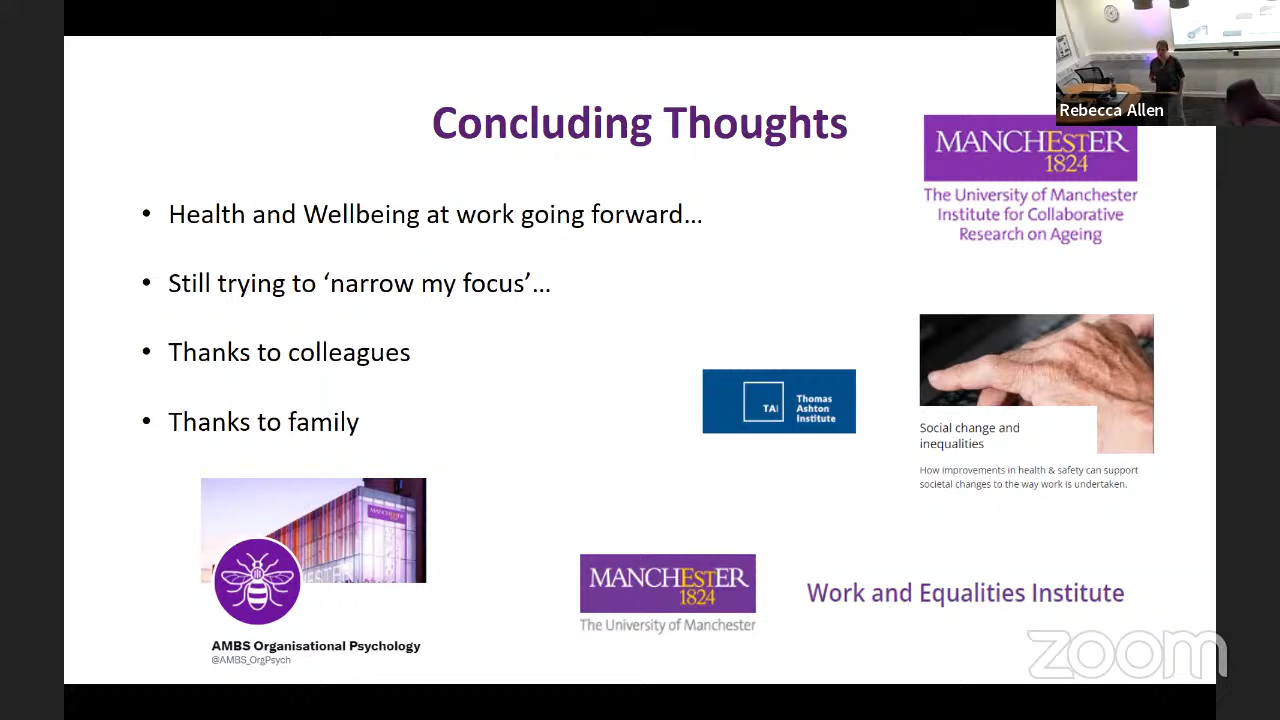 Rebecca Allen
Concluding Thoughts
MANCHESTER
1824
The University of Manchester
Institute for Collaborative
Research on Ageing
• Health and Wellbeing at work going forward...
• Still trying to ‘narrow my focus’...
• Thanks to colleagues
• Thanks to family
TAI
Thomas
Ashton
Institute
Social change and
inequalities
How improvements in health & safety can support
societal changes to the way work is undertaken.
MANCHESTER
AMBS Organisational Psychology
@AMBS_OrgPsych
MANCHESTER
1824
The University of Manchester
Work and Equalities Institute
zoom